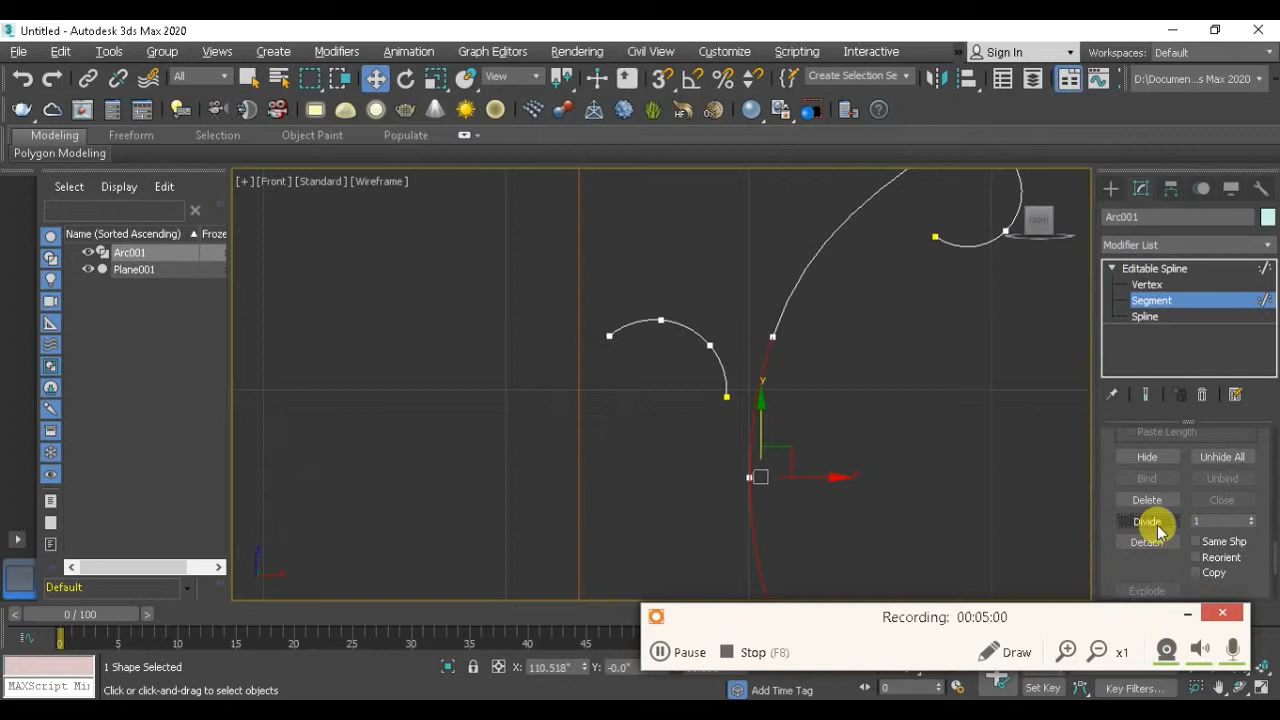 Untitled - Autodesk 3ds Max 2020
File Edit Tools Group Views Create Modifiers Animation Graph Editors Rendering Civil View Customize Scripting Interactive » Sign In Workspaces: Default
All View Create Selection Se D:\Documen...s Max 2020
Modeling Freeform Selection Object Paint Populate
Polygon Modeling
Select Display Edit
Name (Sorted Ascending) Froze
Arc001
Plane001
[+] [Front] [Standard] [Wireframe]
FRONT
y
Arc001
Modifier List
Editable Spline
Vertex
Segment
Spline
Paste Length
Hide Unhide All
Bind Unbind
Delete Close
Divide 1
Detach Same Shp
Reorient
Copy
Explode
Default
0 / 100
0 5 10 15 20 25 30 35 40 45
Recording: 00:05:00
Pause Stop (F8) Draw x1
1 Shape Selected X: 110.518" Y: -0.0"
MAXScript Mi Click or click-and-drag to select objects Add Time Tag 0 Set Key Key Filters...